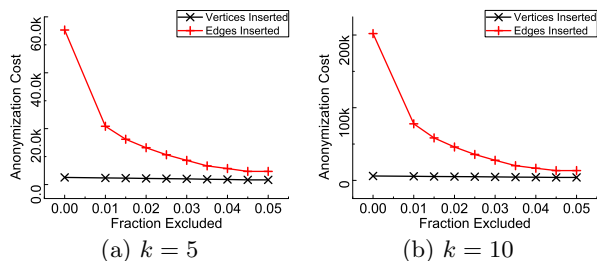 Vertices Inserted
Edges Inserted
Anonymization Cost
60.0k
40.0k
20.0k
0.0
0.00 0.01 0.02 0.03 0.04 0.05
Fraction Excluded
(a) k = 5
Vertices Inserted
Edges Inserted
Anonymization Cost
200k
100k
0
0.00 0.01 0.02 0.03 0.04 0.05
Fraction Excluded
(b) k = 10